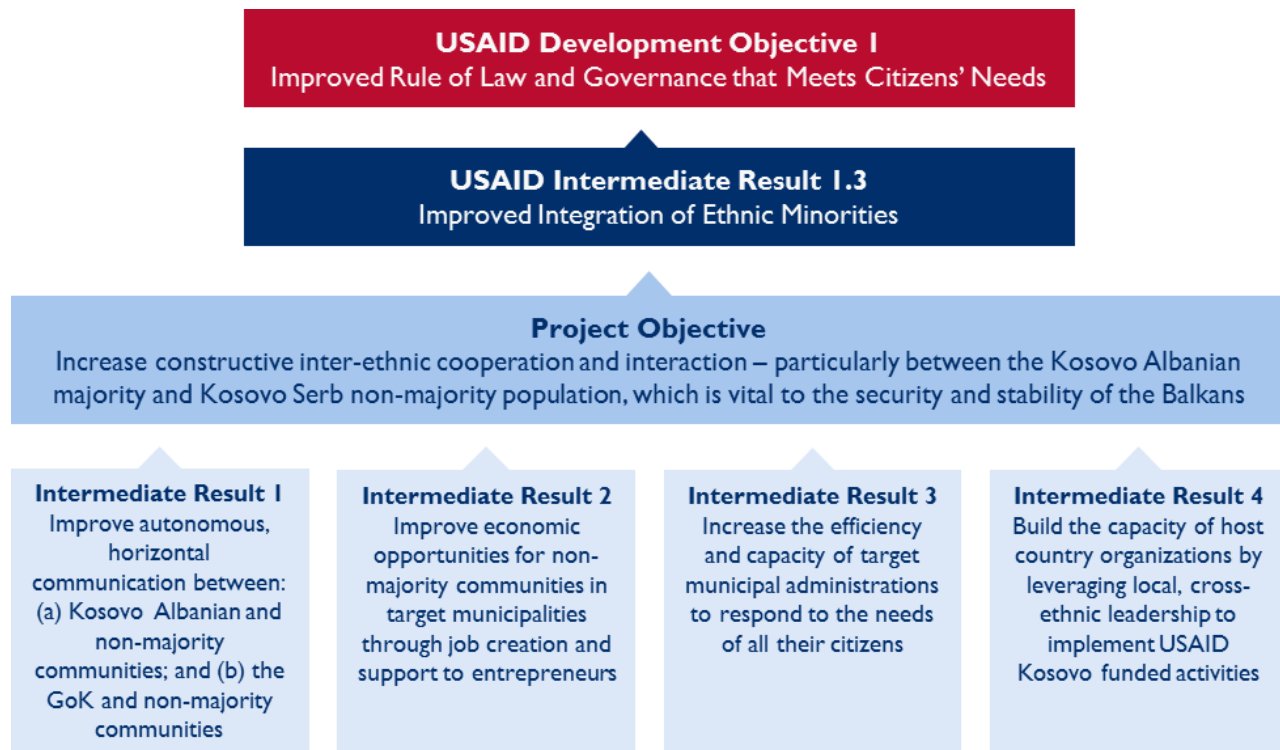 USAID Development Objective 1
Improved Rule of Law and Governance that Meets Citizens' Needs
USAID Intermediate Result 1.3
Improved Integration of Ethnic Minorities
Project Objective
Increase constructive inter-ethnic cooperation and interaction – particularly between the Kosovo Albanian
majority and Kosovo Serb non-majority population, which is vital to the security and stability of the Balkans
Intermediate Result 1
Improve autonomous,
horizontal
communication between:
(a) Kosovo Albanian and
non-majority
communities; and (b) the
GoK and non-majority
communities
Intermediate Result 2
Improve economic
opportunities for non-
majority communities in
target municipalities
through job creation and
support to entrepreneurs
Intermediate Result 3
Increase the efficiency
and capacity of target
municipal administrations
to respond to the needs
of all their citizens
Intermediate Result 4
Build the capacity of host
country organizations by
leveraging local, cross-
ethnic leadership to
implement USAID
Kosovo funded activities